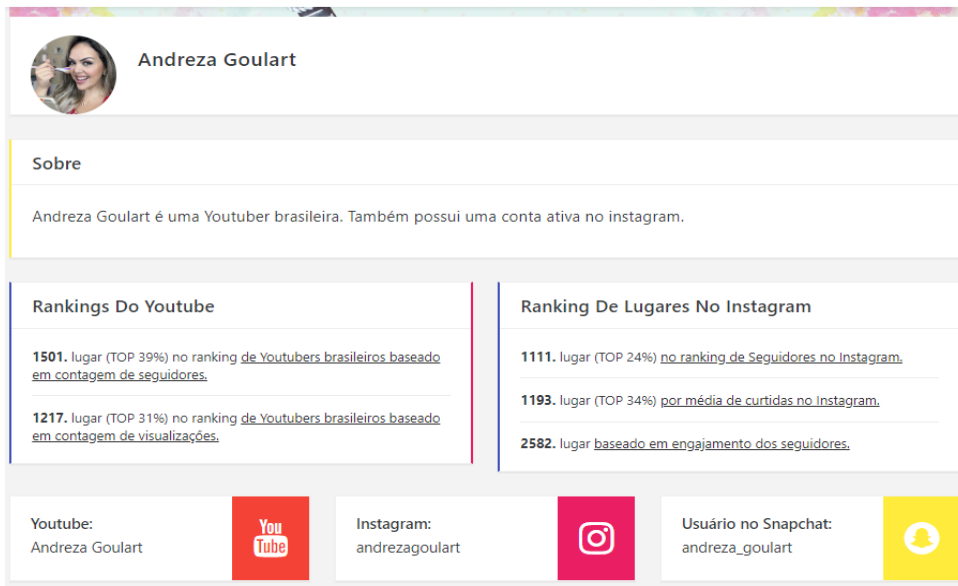 Andreza Goulart
Sobre
Andreza Goulart é uma Youtuber brasileira. Também possui uma conta ativa no instagram.
Rankings Do Youtube
1501. lugar (TOP 39%) no ranking de Youtubers brasileiros baseado
em contagem de seguidores.
1217. lugar (TOP 31%) no ranking de Youtubers brasileiros baseado
em contagem de visualizações.
Ranking De Lugares No Instagram
1111. lugar (TOP 24%) no ranking de Seguidores no Instagram.
1193. lugar (TOP 34%) por média de curtidas no Instagram.
2582. lugar baseado em engajamento dos seguidores.
Youtube:
Andreza Goulart
You
Tube
Instagram:
andrezagoulart
Usuário no Snapchat:
andreza_goulart